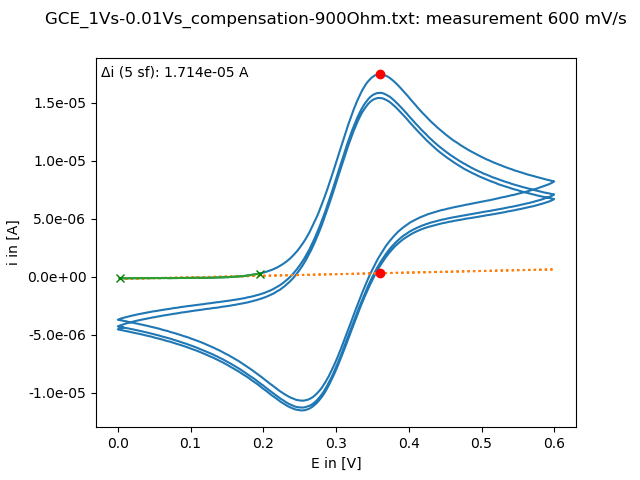 GCE_1Vs-0.01Vs_compensation-900Ohm.txt: measurement 600 mV/s
Δi (5 sf): 1.714e-05 A
1.5e-05
1.0e-05
5.0e-06
0.0e+00
-5.0e-06
-1.0e-05
i in [A]
0.0 0.1 0.2 0.3 0.4 0.5 0.6
E in [V]